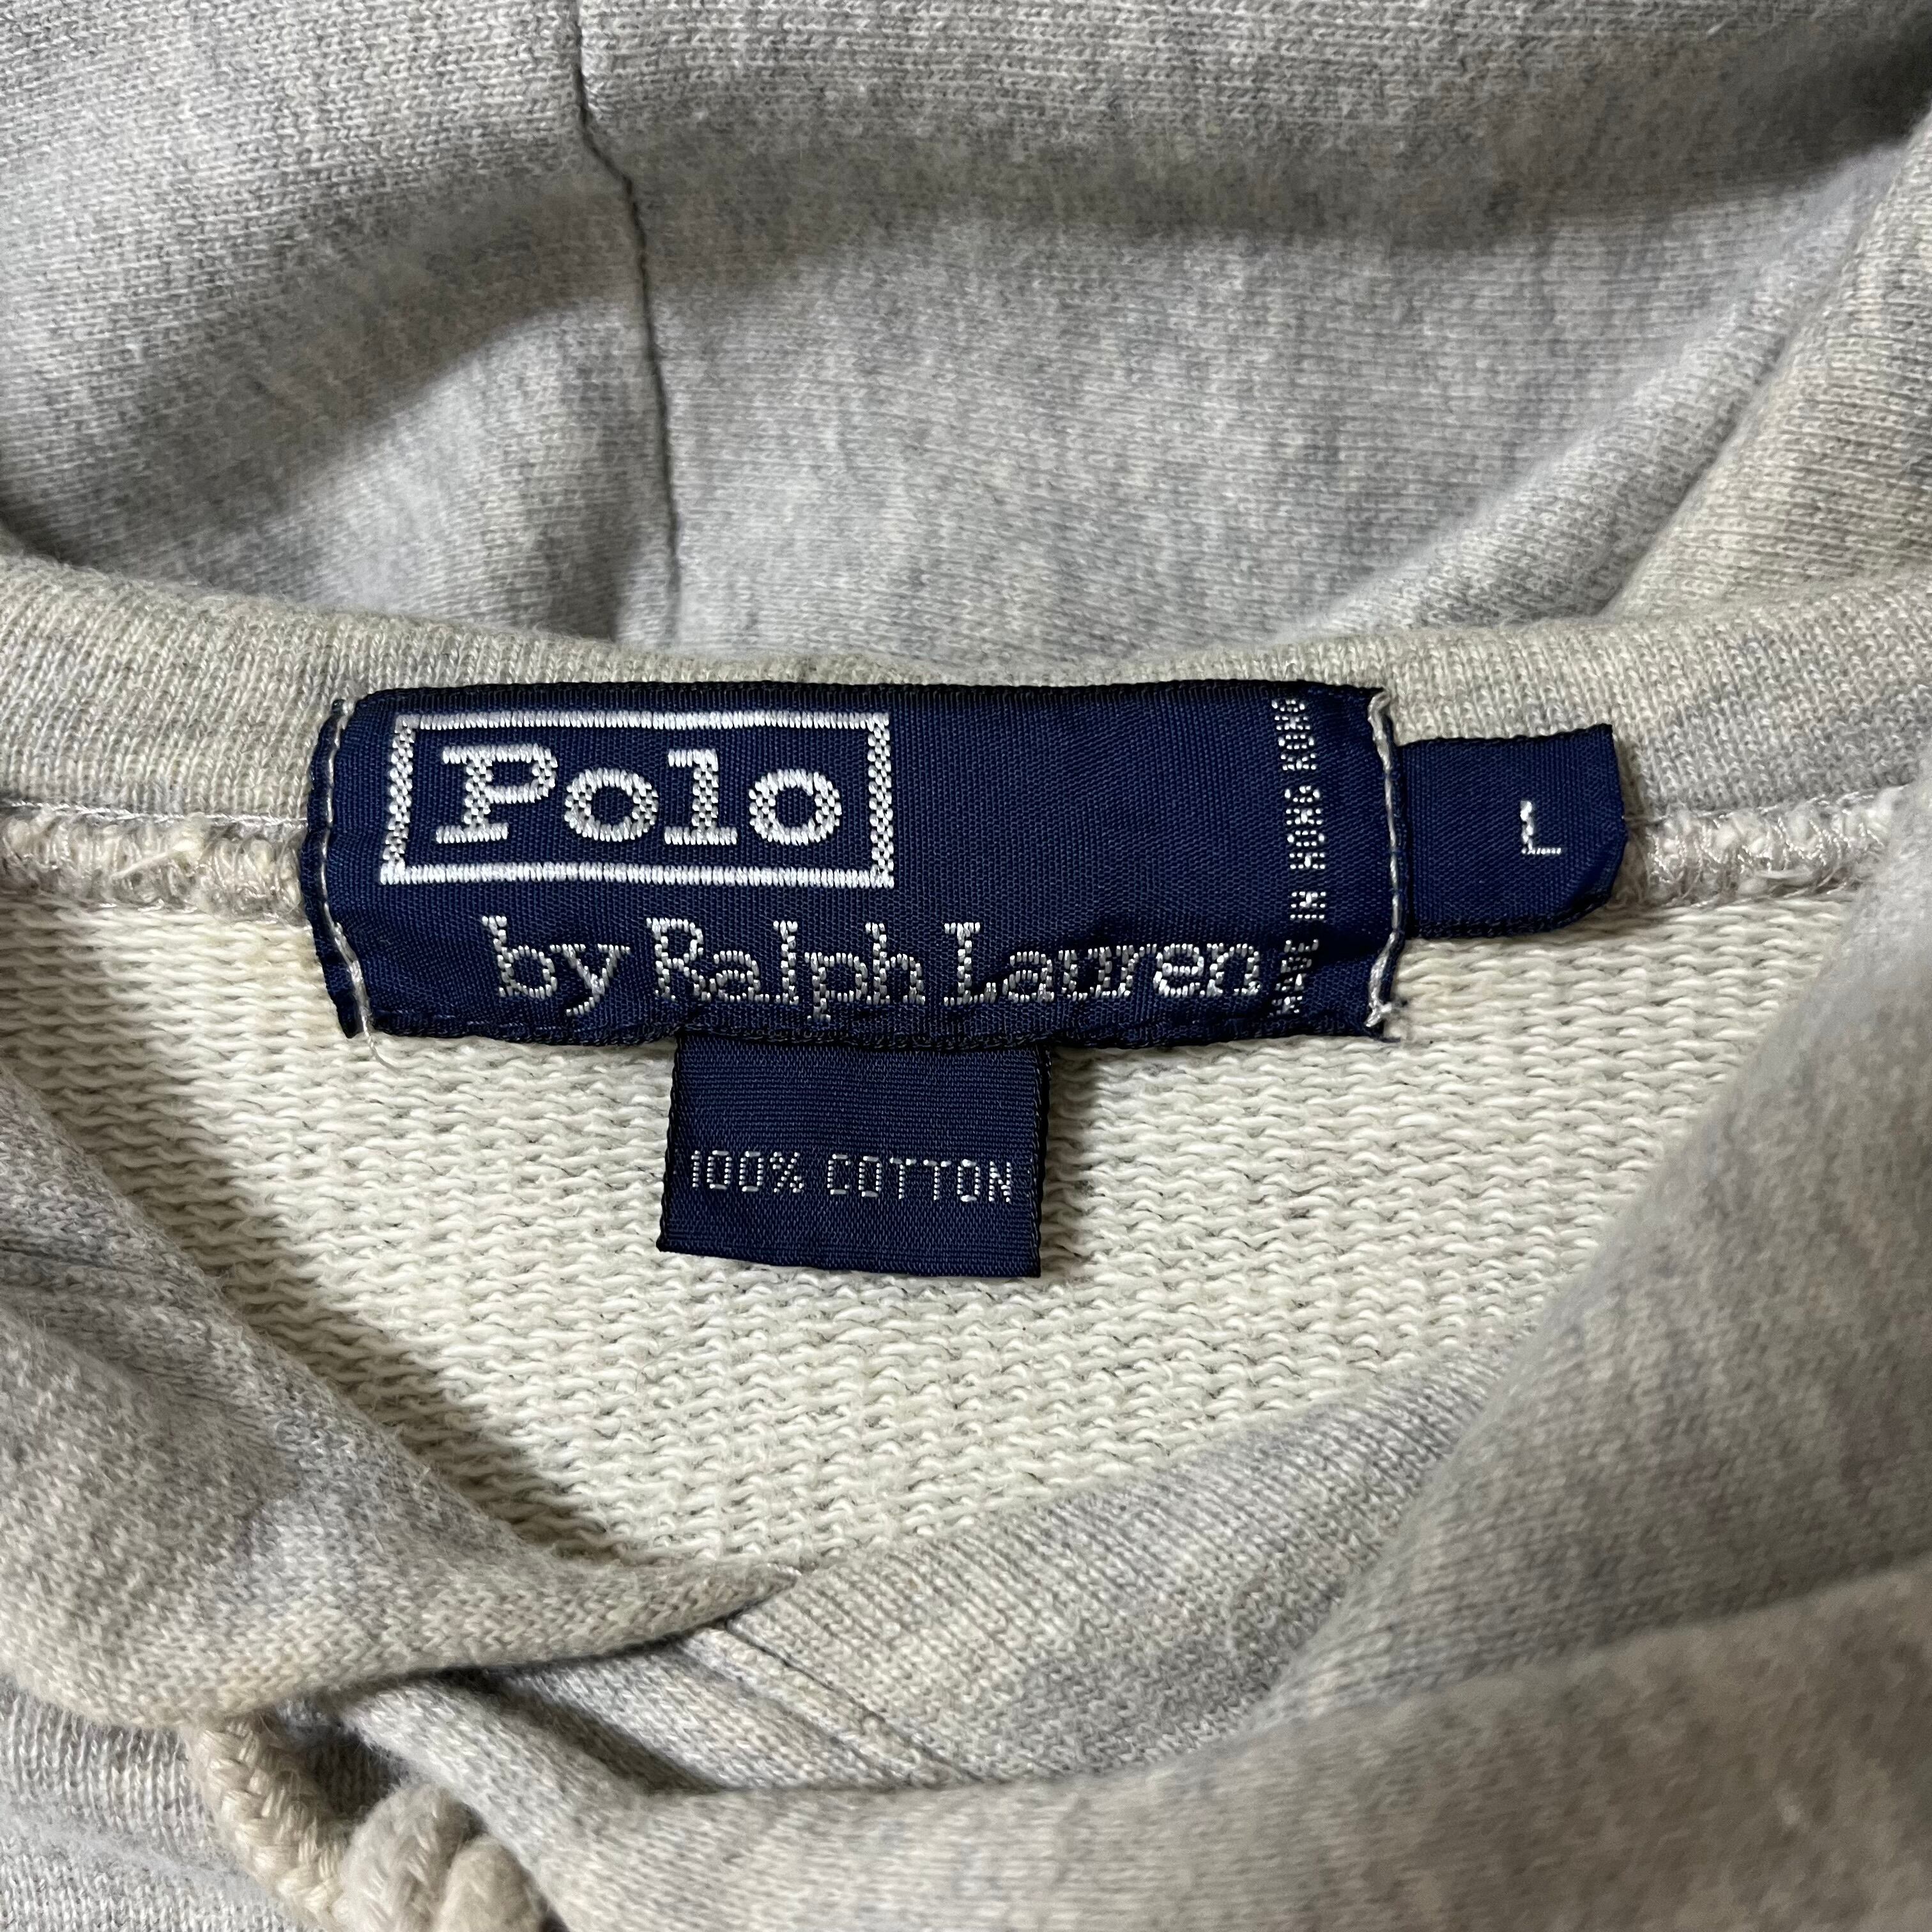 Polo
by Ralph Lauren
MADE IN HONG KONG
L
100% COTTON